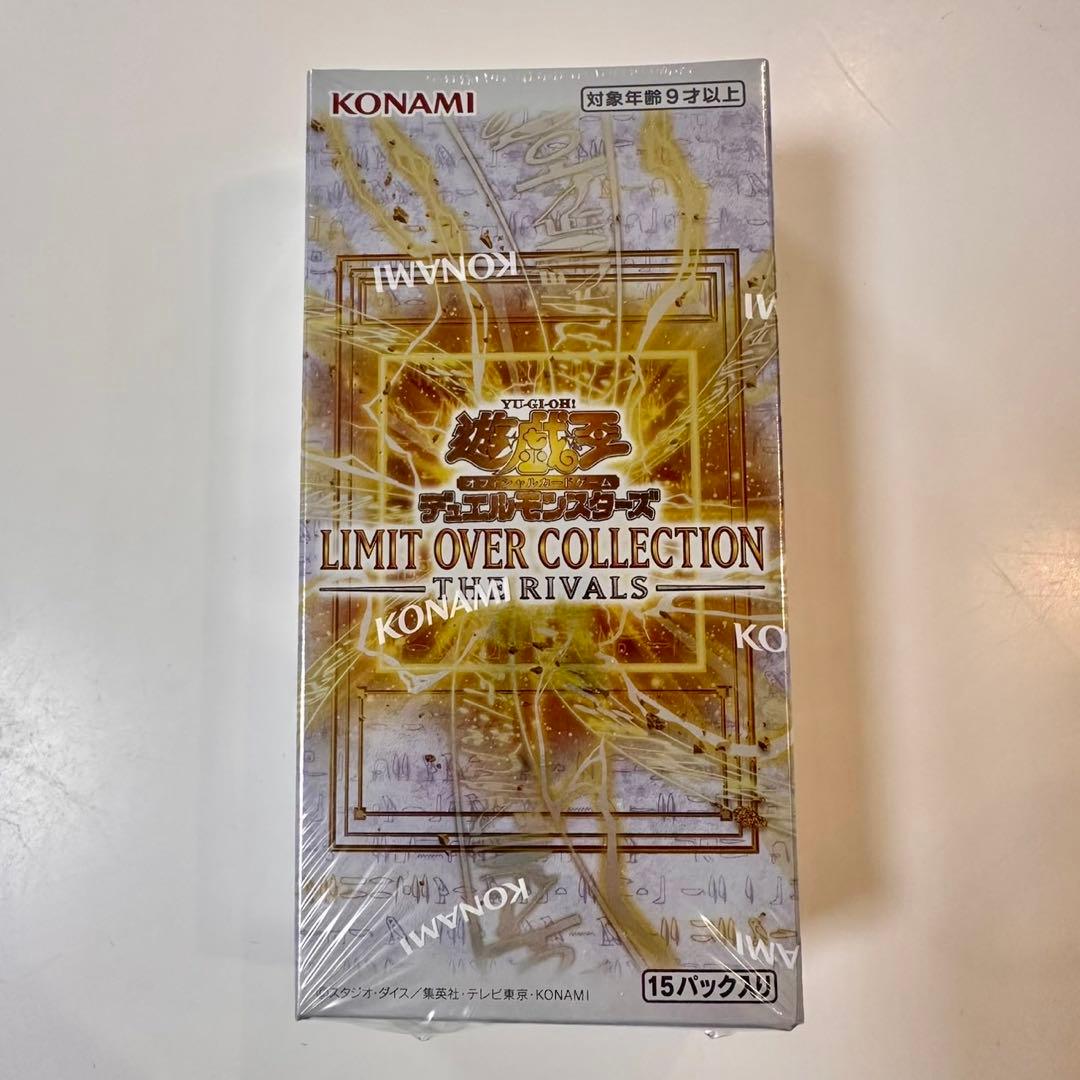 KONAMI
対象年齢9才以上
KONAMI
MI
YU-GI-OH!
遊戯王
オフィシャルカードゲーム
デュエルモンスターズ
LIMIT OVER COLLECTION
THE RIVALS
KONAMI
KO
KONAMI
AMI
©スタジオ・ダイス／集英社・テレビ東京・KONAMI
15パック入り